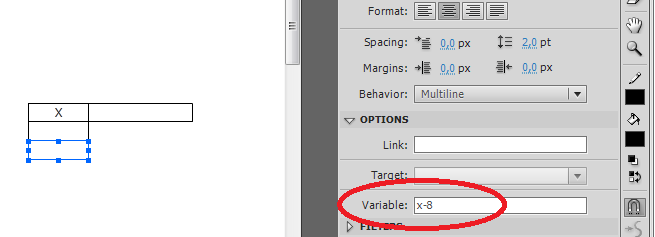 Format:
Spacing: 0,0 px 2,0 pt
Margins: 0,0 px 0,0 px
Behavior: Multiline
OPTIONS
Link:
X
Target:
Variable: x-8
FILTERS